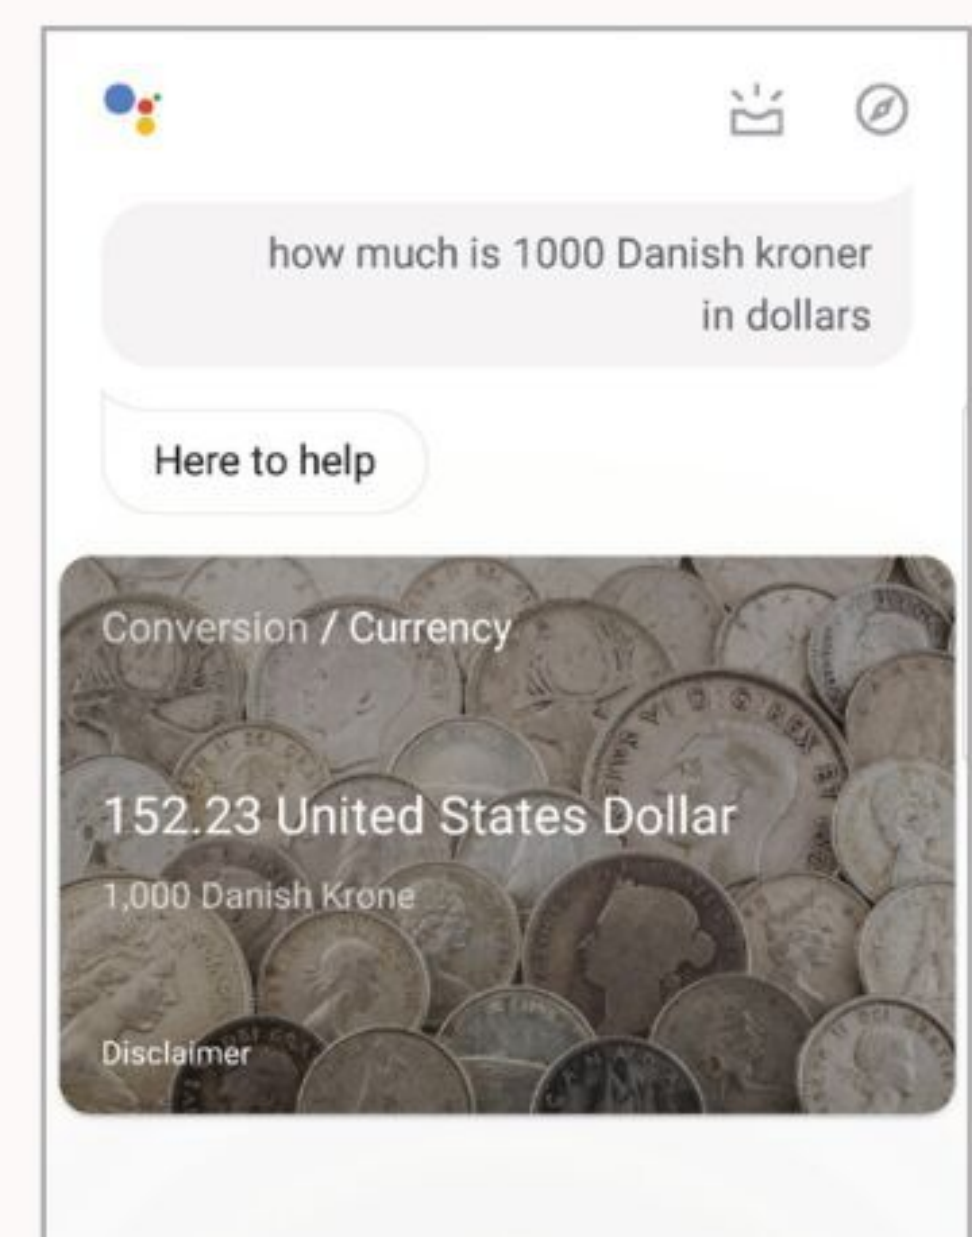 how much is 1000 Danish kroner
in dollars
Here to help
Conversion / Currency
152.23 United States Dollar
1,000 Danish Krone
Disclaimer